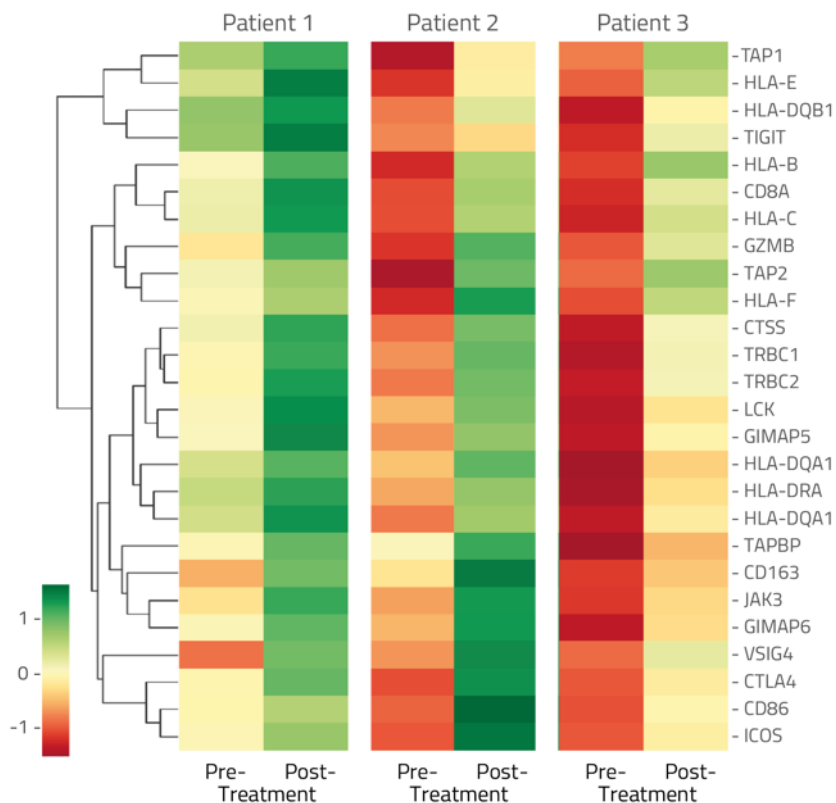 Patient 1 Patient 2 Patient 3
- TAP1
- HLA-E
- HLA-DQB1
- TIGIT
- HLA-B
- CD8A
- HLA-C
- GZMB
- TAP2
- HLA-F
- CTSS
- TRBC1
- TRBC2
- LCK
- GIMAP5
- HLA-DQA1
- HLA-DRA
- HLA-DQA1
- TAPBP
- CD163
- JAK3
- GIMAP6
- VSIG4
- CTLA4
- CD86
- ICOS
1 -
0 -
-1 -
Pre- Post- Pre- Post- Pre- Post-
Treatment Treatment Treatment